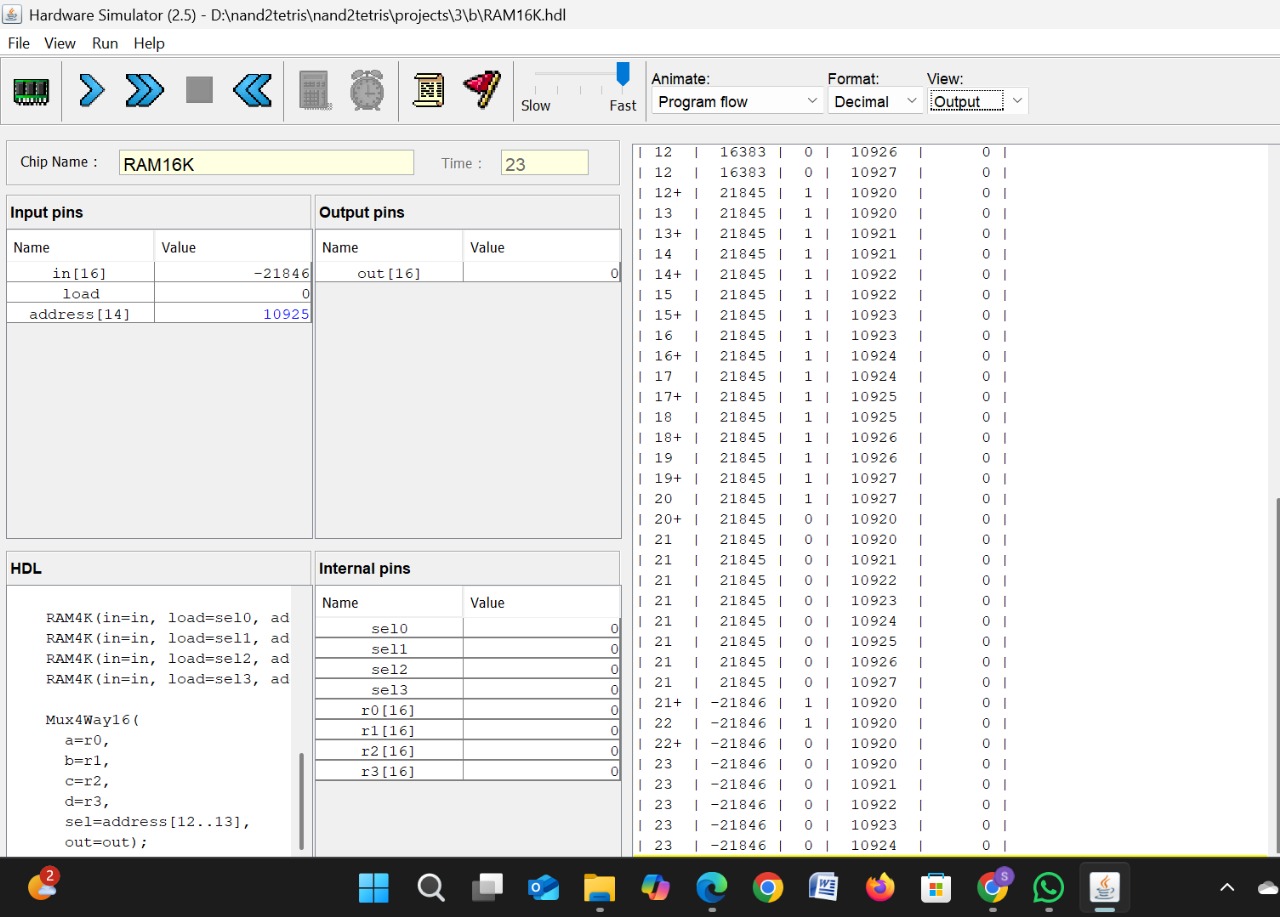 Hardware Simulator (2.5) - D:\nand2tetris\nand2tetris\projects\3\b\RAM16K.hdl
File View Run Help
Slow Fast
Animate: Format: View:
Program flow Decimal Output
Chip Name : RAM16K Time : 23
Input pins
Name Value
in[16] -21846
load 0
address[14] 10925
Output pins
Name Value
out[16] 0
HDL
RAM4K(in=in, load=sel0, ad
RAM4K(in=in, load=sel1, ad
RAM4K(in=in, load=sel2, ad
RAM4K(in=in, load=sel3, ad
Mux4Way16(
a=r0,
b=r1,
c=r2,
d=r3,
sel=address[12..13],
out=out);
Internal pins
Name Value
sel0 0
sel1 0
sel2 0
sel3 0
r0[16] 0
r1[16] 0
r2[16] 0
r3[16] 0
| 12 | 16383 | 0 | 10926 | 0 |
| 12 | 16383 | 0 | 10927 | 0 |
| 12+ | 21845 | 1 | 10920 | 0 |
| 13 | 21845 | 1 | 10920 | 0 |
| 13+ | 21845 | 1 | 10921 | 0 |
| 14 | 21845 | 1 | 10921 | 0 |
| 14+ | 21845 | 1 | 10922 | 0 |
| 15 | 21845 | 1 | 10922 | 0 |
| 15+ | 21845 | 1 | 10923 | 0 |
| 16 | 21845 | 1 | 10923 | 0 |
| 16+ | 21845 | 1 | 10924 | 0 |
| 17 | 21845 | 1 | 10924 | 0 |
| 17+ | 21845 | 1 | 10925 | 0 |
| 18 | 21845 | 1 | 10925 | 0 |
| 18+ | 21845 | 1 | 10926 | 0 |
| 19 | 21845 | 1 | 10926 | 0 |
| 19+ | 21845 | 1 | 10927 | 0 |
| 20 | 21845 | 1 | 10927 | 0 |
| 20+ | 21845 | 0 | 10920 | 0 |
| 21 | 21845 | 0 | 10920 | 0 |
| 21 | 21845 | 0 | 10921 | 0 |
| 21 | 21845 | 0 | 10922 | 0 |
| 21 | 21845 | 0 | 10923 | 0 |
| 21 | 21845 | 0 | 10924 | 0 |
| 21 | 21845 | 0 | 10925 | 0 |
| 21 | 21845 | 0 | 10926 | 0 |
| 21 | 21845 | 0 | 10927 | 0 |
| 21+ | -21846 | 1 | 10920 | 0 |
| 22 | -21846 | 1 | 10920 | 0 |
| 22+ | -21846 | 0 | 10920 | 0 |
| 23 | -21846 | 0 | 10920 | 0 |
| 23 | -21846 | 0 | 10921 | 0 |
| 23 | -21846 | 0 | 10922 | 0 |
| 23 | -21846 | 0 | 10923 | 0 |
| 23 | -21846 | 0 | 10924 | 0 |
2
S